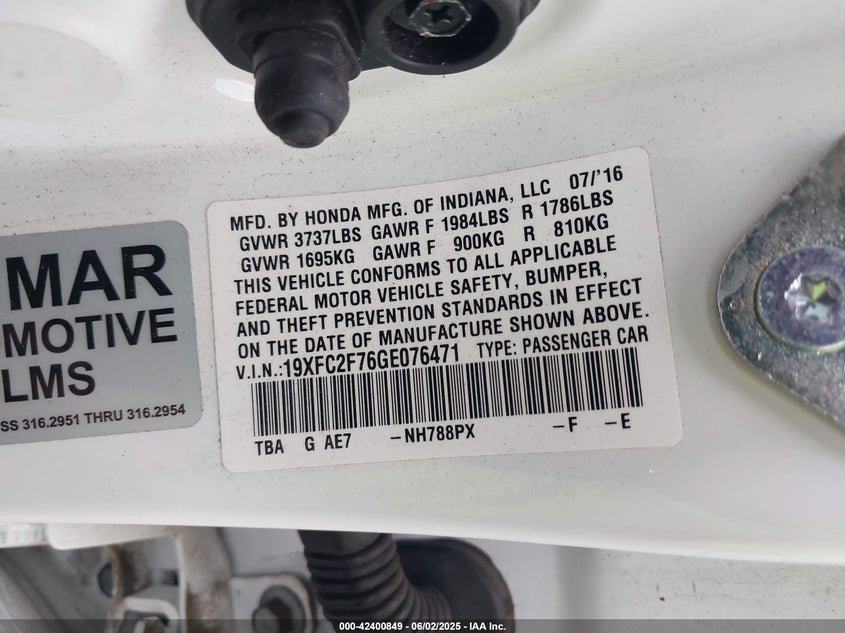 MFD. BY HONDA MFG. OF INDIANA, LLC 07/'16
GVWR 3737LBS GAWR F 1984LBS R 1786LBS
GVWR 1695KG GAWR F 900KG R 810KG
THIS VEHICLE CONFORMS TO ALL APPLICABLE
FEDERAL MOTOR VEHICLE SAFETY, BUMPER,
AND THEFT PREVENTION STANDARDS IN EFFECT
ON THE DATE OF MANUFACTURE SHOWN ABOVE.
V.I.N.:19XFC2F76GE076471 TYPE: PASSENGER CAR
TBA G AE7 -NH788PX -F -E
MAR
MOTIVE
LMS
SS 316.2951 THRU 316.2954
000-42400849 - 06/02/2025 - IAA Inc.